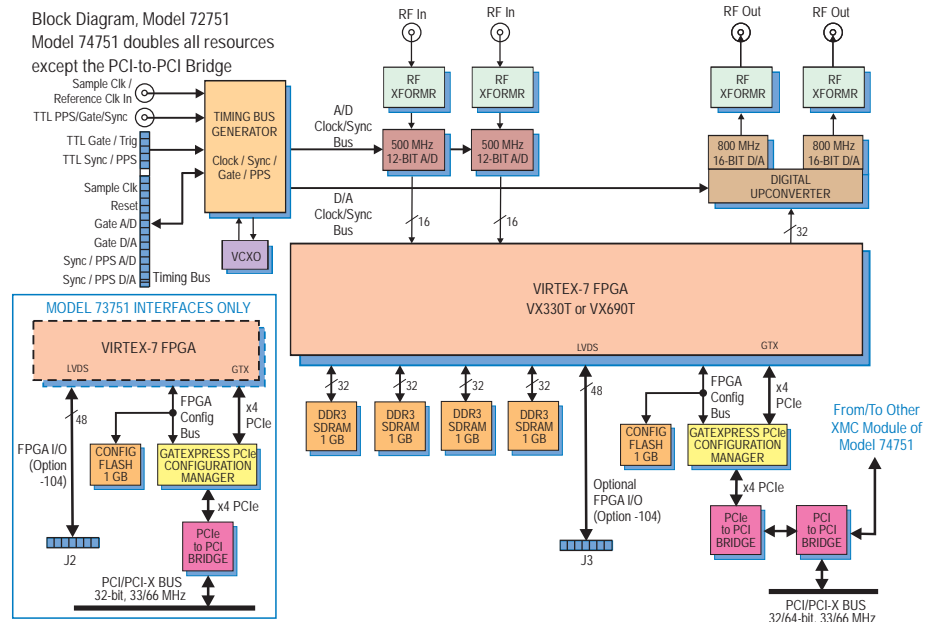 Block Diagram, Model 72751
Model 74751 doubles all resources
except the PCI-to-PCI Bridge
Sample Clk /
Reference Clk In
TTL PPS/Gate/Sync
TTL Gate / Trig
TTL Sync / PPS
Sample Clk
Reset
Gate A/D
Gate D/A
Sync / PPS A/D
Sync / PPS D/A
Timing Bus
TIMING BUS
GENERATOR
Clock / Sync /
Gate / PPS
VCXO
A/D
Clock/Sync
Bus
D/A
Clock/Sync
Bus
RF In
RF In
RF
XFORMR
RF
XFORMR
500 MHz
12-BIT A/D
500 MHz
12-BIT A/D
16
16
RF Out
RF Out
RF
XFORMR
RF
XFORMR
800 MHz
16-BIT D/A
800 MHz
16-BIT D/A
DIGITAL
UPCONVERTER
32
VIRTEX-7 FPGA
VX330T or VX690T
LVDS
GTX
32
32
32
32
48
DDR3
SDRAM
1 GB
DDR3
SDRAM
1 GB
DDR3
SDRAM
1 GB
DDR3
SDRAM
1 GB
Optional
FPGA I/O
(Option -104)
J3
FPGA
Config
Bus
x4
PCIe
CONFIG
FLASH
1 GB
GATEXPRESS PCIe
CONFIGURATION
MANAGER
x4 PCIe
PCIe
to PCI
BRIDGE
PCI
to PCI
BRIDGE
From/To Other
XMC Module of
Model 74751
PCI/PCI-X BUS
32/64-bit, 33/66 MHz
MODEL 73751 INTERFACES ONLY
VIRTEX-7 FPGA
LVDS
GTX
48
FPGA
Config
Bus
x4
PCIe
FPGA I/O
(Option
-104)
CONFIG
FLASH
1 GB
GATEXPRESS PCIe
CONFIGURATION
MANAGER
x4 PCIe
PCIe
to PCI
BRIDGE
J2
PCI/PCI-X BUS
32-bit, 33/66 MHz